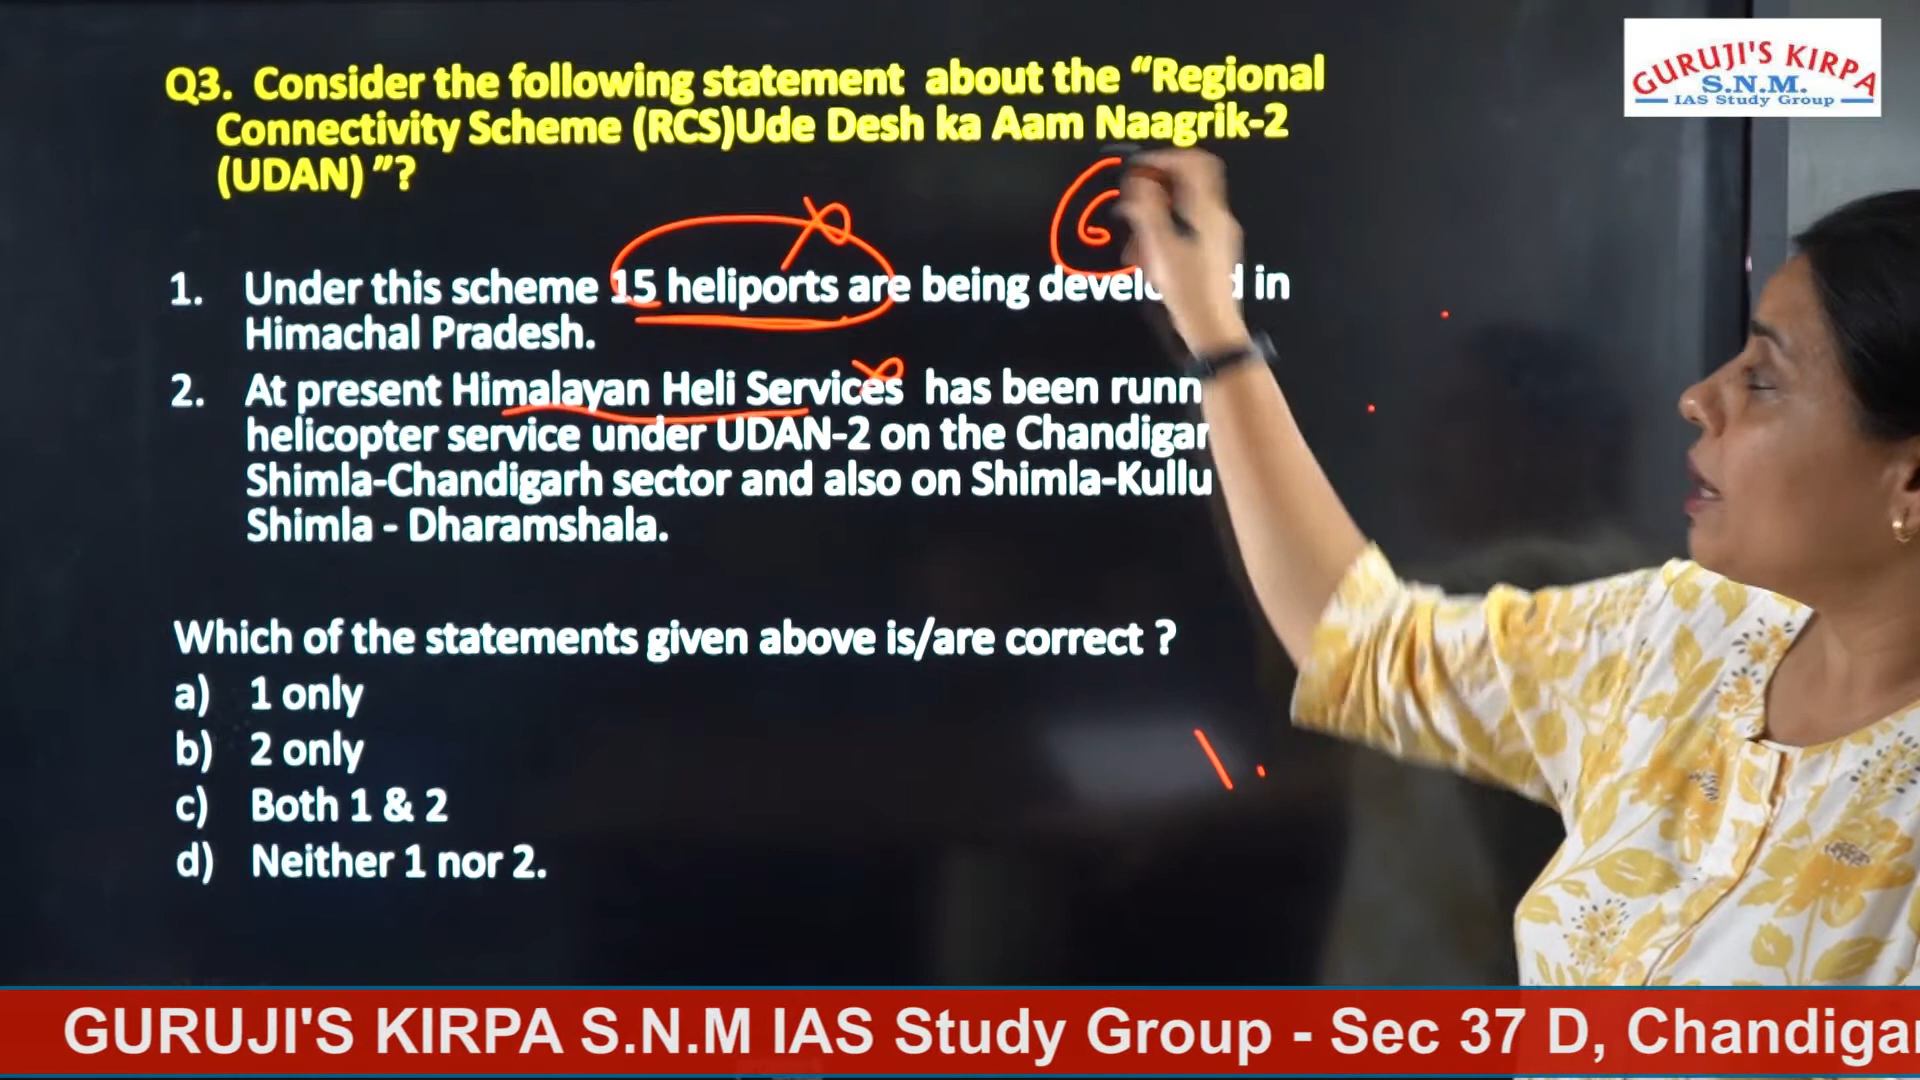 GURUJI'S KIRPA
S.N.M.
IAS Study Group
Q3. Consider the following statement about the “Regional
Connectivity Scheme (RCS)Ude Desh ka Aam Naagrik-2
(UDAN) ”?
6
1. Under this scheme 15 heliports are being in
Himachal Pradesh.
2. At present Himalayan Heli Services has been
helicopter service under UDAN-2 on the
Shimla-Chandigarh sector and also on Shimla-Kullu
Shimla - Dharamshala.
Which of the statements given above is/are correct ?
a) 1 only
b) 2 only
c) Both 1 & 2
d) Neither 1 nor 2.
GURUJI'S KIRPA S.N.M IAS Study Group - Sec 37 D,